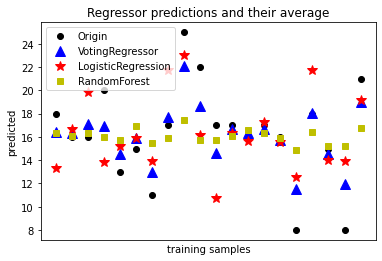 Regressor predictions and their average
Origin
VotingRegressor
LogisticRegression
RandomForest
24
22
20
18
16
14
12
10
8
predicted
training samples